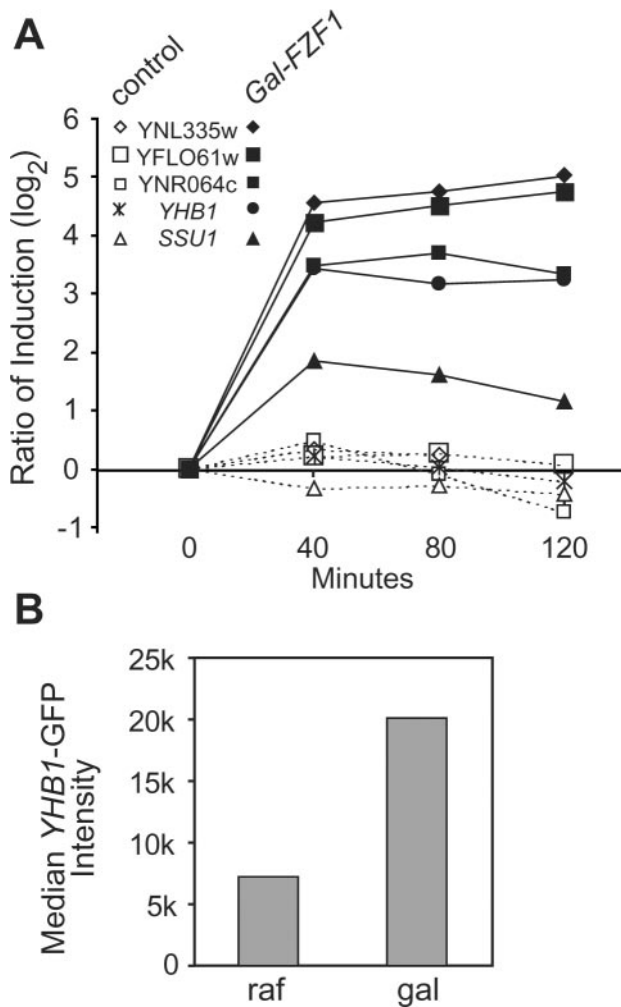 A
control
Gal-FZF1
YNL335w
YFLO61w
YNR064c
YHB1
SSU1
Ratio of Induction (log2)
6
5
4
3
2
1
0
-1
0 40 80 120
Minutes
B
Median YHB1-GFP
Intensity
25k
20k
15k
10k
5k
0
raf gal